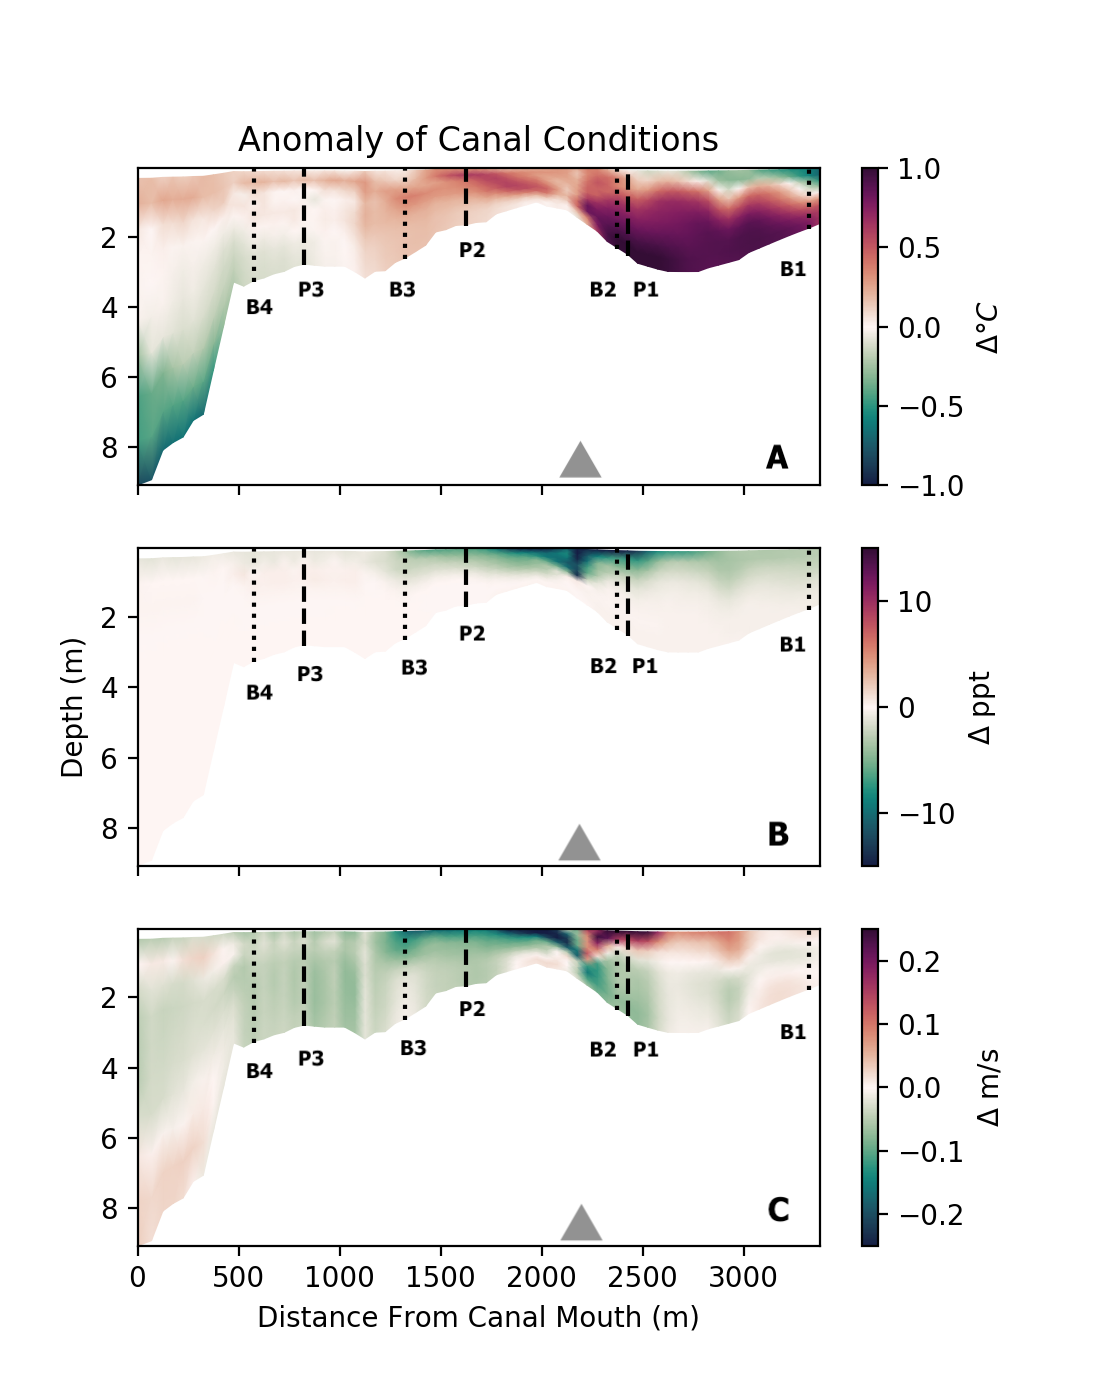 Anomaly of Canal Conditions
2
4
6
8
B4
P3
B3
P2
B2
P1
B1
A
1.0
0.5
0.0
−0.5
−1.0
Δ°C
Depth (m)
2
4
6
8
B4
P3
B3
P2
B2
P1
B1
B
10
0
−10
Δ ppt
2
4
6
8
B4
P3
B3
P2
B2
P1
B1
C
0.2
0.1
0.0
−0.1
−0.2
Δ m/s
0 500 1000 1500 2000 2500 3000
Distance From Canal Mouth (m)